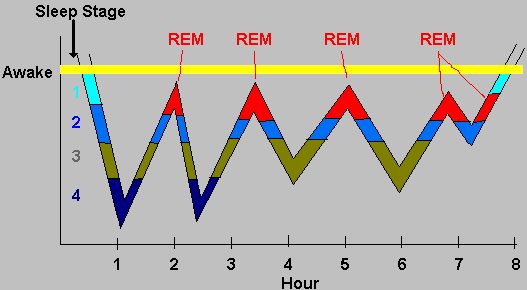 Sleep Stage
REM REM REM REM
Awake
1
2
3
4
1 2 3 4 5 6 7 8
Hour